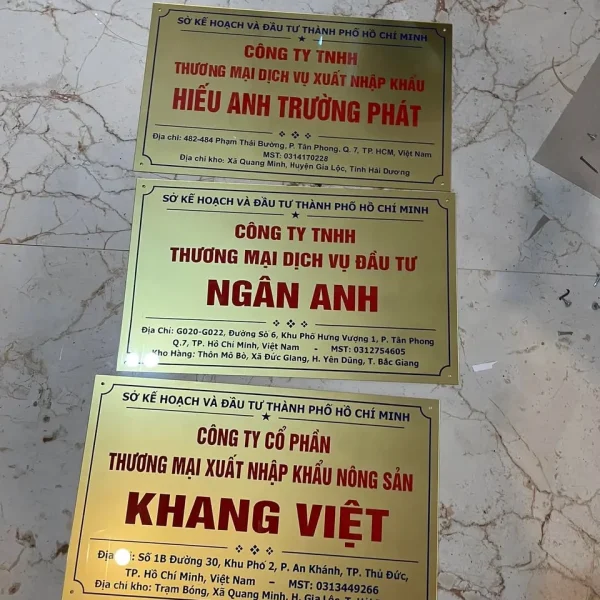 SỞ KẾ HOẠCH VÀ ĐẦU TƯ THÀNH PHỐ HỒ CHÍ MINH
CÔNG TY TNHH
THƯƠNG MẠI DỊCH VỤ XUẤT NHẬP KHẨU
HIẾU ANH TRƯỜNG PHÁT
Địa chỉ: 482-484 Phạm Thái Bường, P. Tân Phong, Q. 7, TP. HCM, Việt Nam
MST: 0314170228
Địa chỉ kho: Xã Quang Minh, Huyện Gia Lộc, Tỉnh Hải Dương
SỞ KẾ HOẠCH VÀ ĐẦU TƯ THÀNH PHỐ HỒ CHÍ MINH
CÔNG TY TNHH
THƯƠNG MẠI DỊCH VỤ ĐẦU TƯ
NGÂN ANH
Địa Chỉ: G020-G022, Đường Số 6, Khu Phố Hưng Vượng 1, P. Tân Phong
Q.7, TP. Hồ Chí Minh, Việt Nam - MST: 0312754605
Kho Hàng: Thôn Mô Bỏ, Xã Đức Giang, H. Yên Dũng, T. Bắc Giang
SỞ KẾ HOẠCH VÀ ĐẦU TƯ THÀNH PHỐ HỒ CHÍ MINH
CÔNG TY CỔ PHẦN
THƯƠNG MẠI XUẤT NHẬP KHẨU NÔNG SẢN
KHANG VIỆT
Số 1B Đường 30, Khu Phố 2, P. An Khánh, TP. Thủ Đức,
TP. Hồ Chí Minh, Việt Nam - MST: 0313449266
Địa chỉ kho: Trạm Bóng, Xã Quang Minh, H. Gia Lộc,